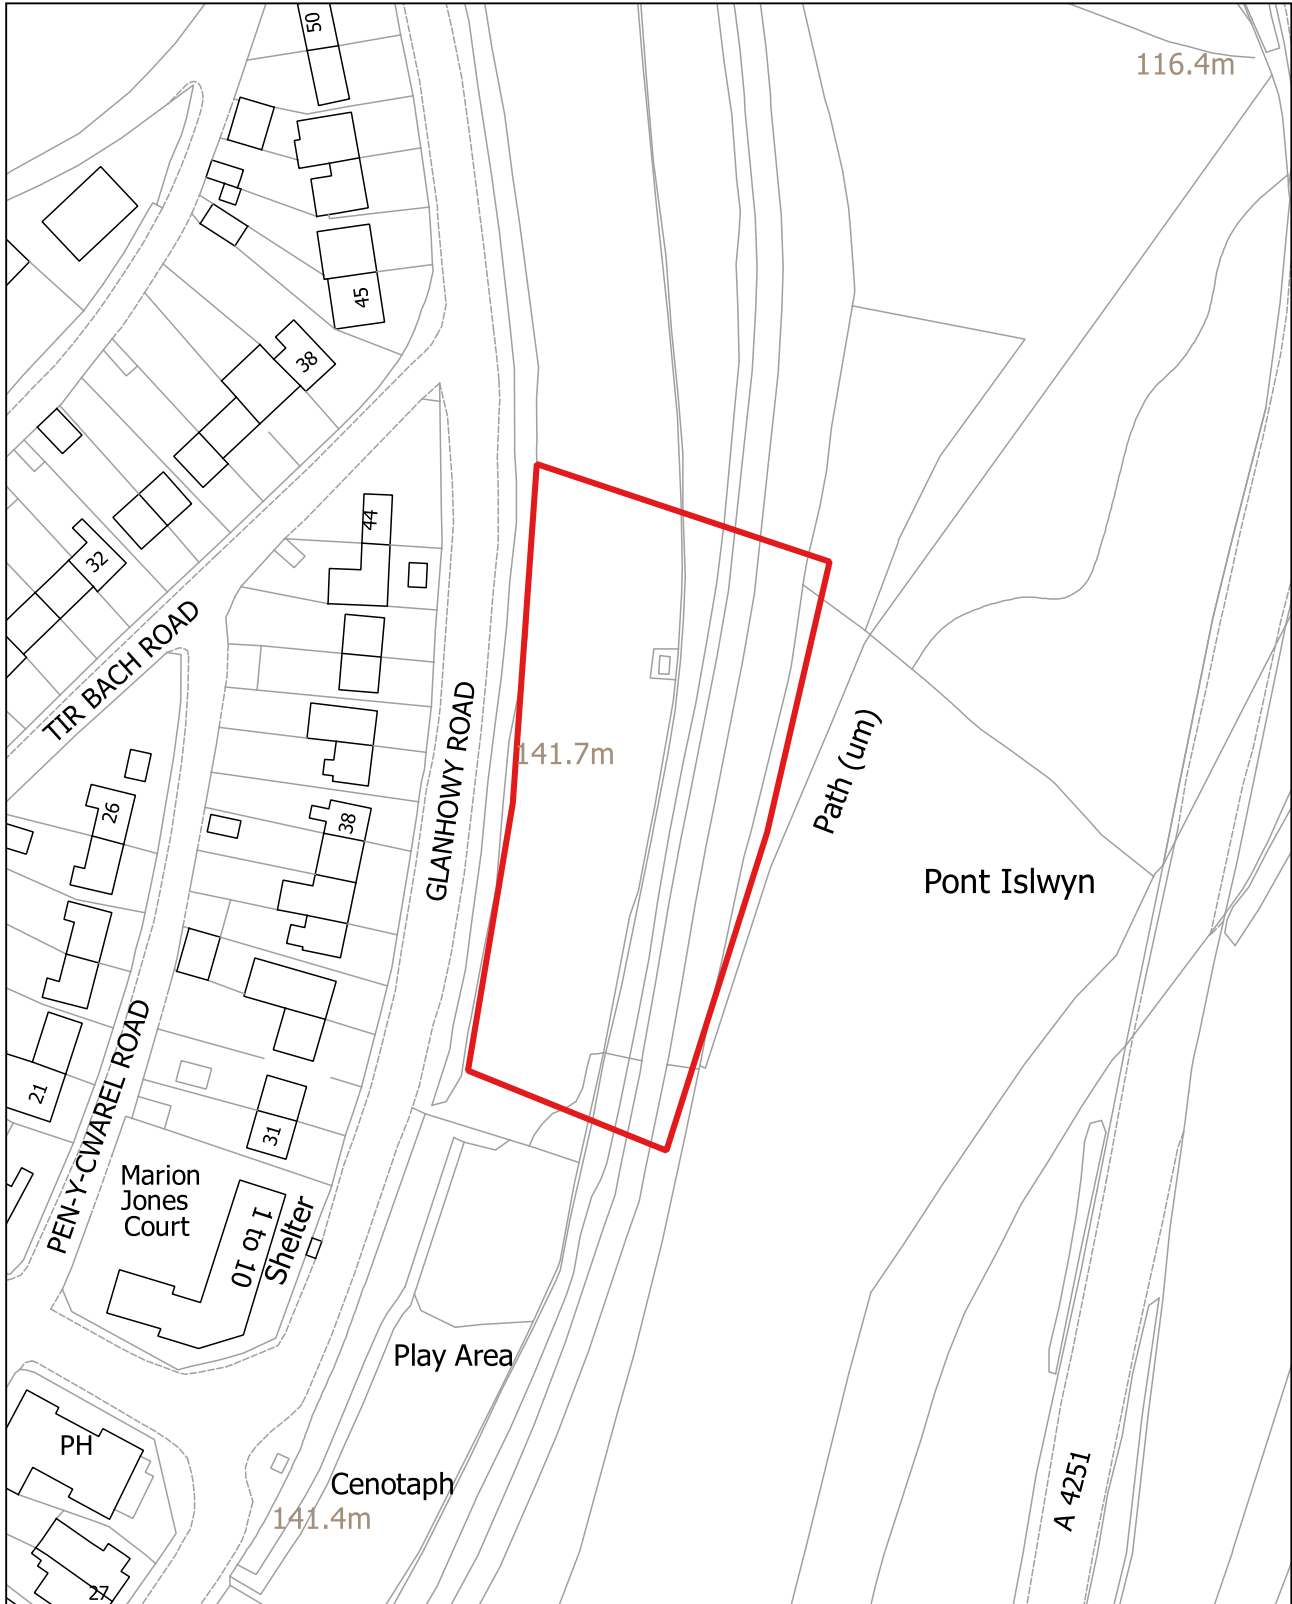 50
116.4m
45
38
44
32
TIR BACH ROAD
GLANHOWY ROAD
141.7m
Path (um)
26
38
Pont Islwyn
21
PEN-Y-CWAREL ROAD
31
Marion
Jones
Court
1 to 10
Shelter
Play Area
PH
Cenotaph
141.4m
A 4251
27